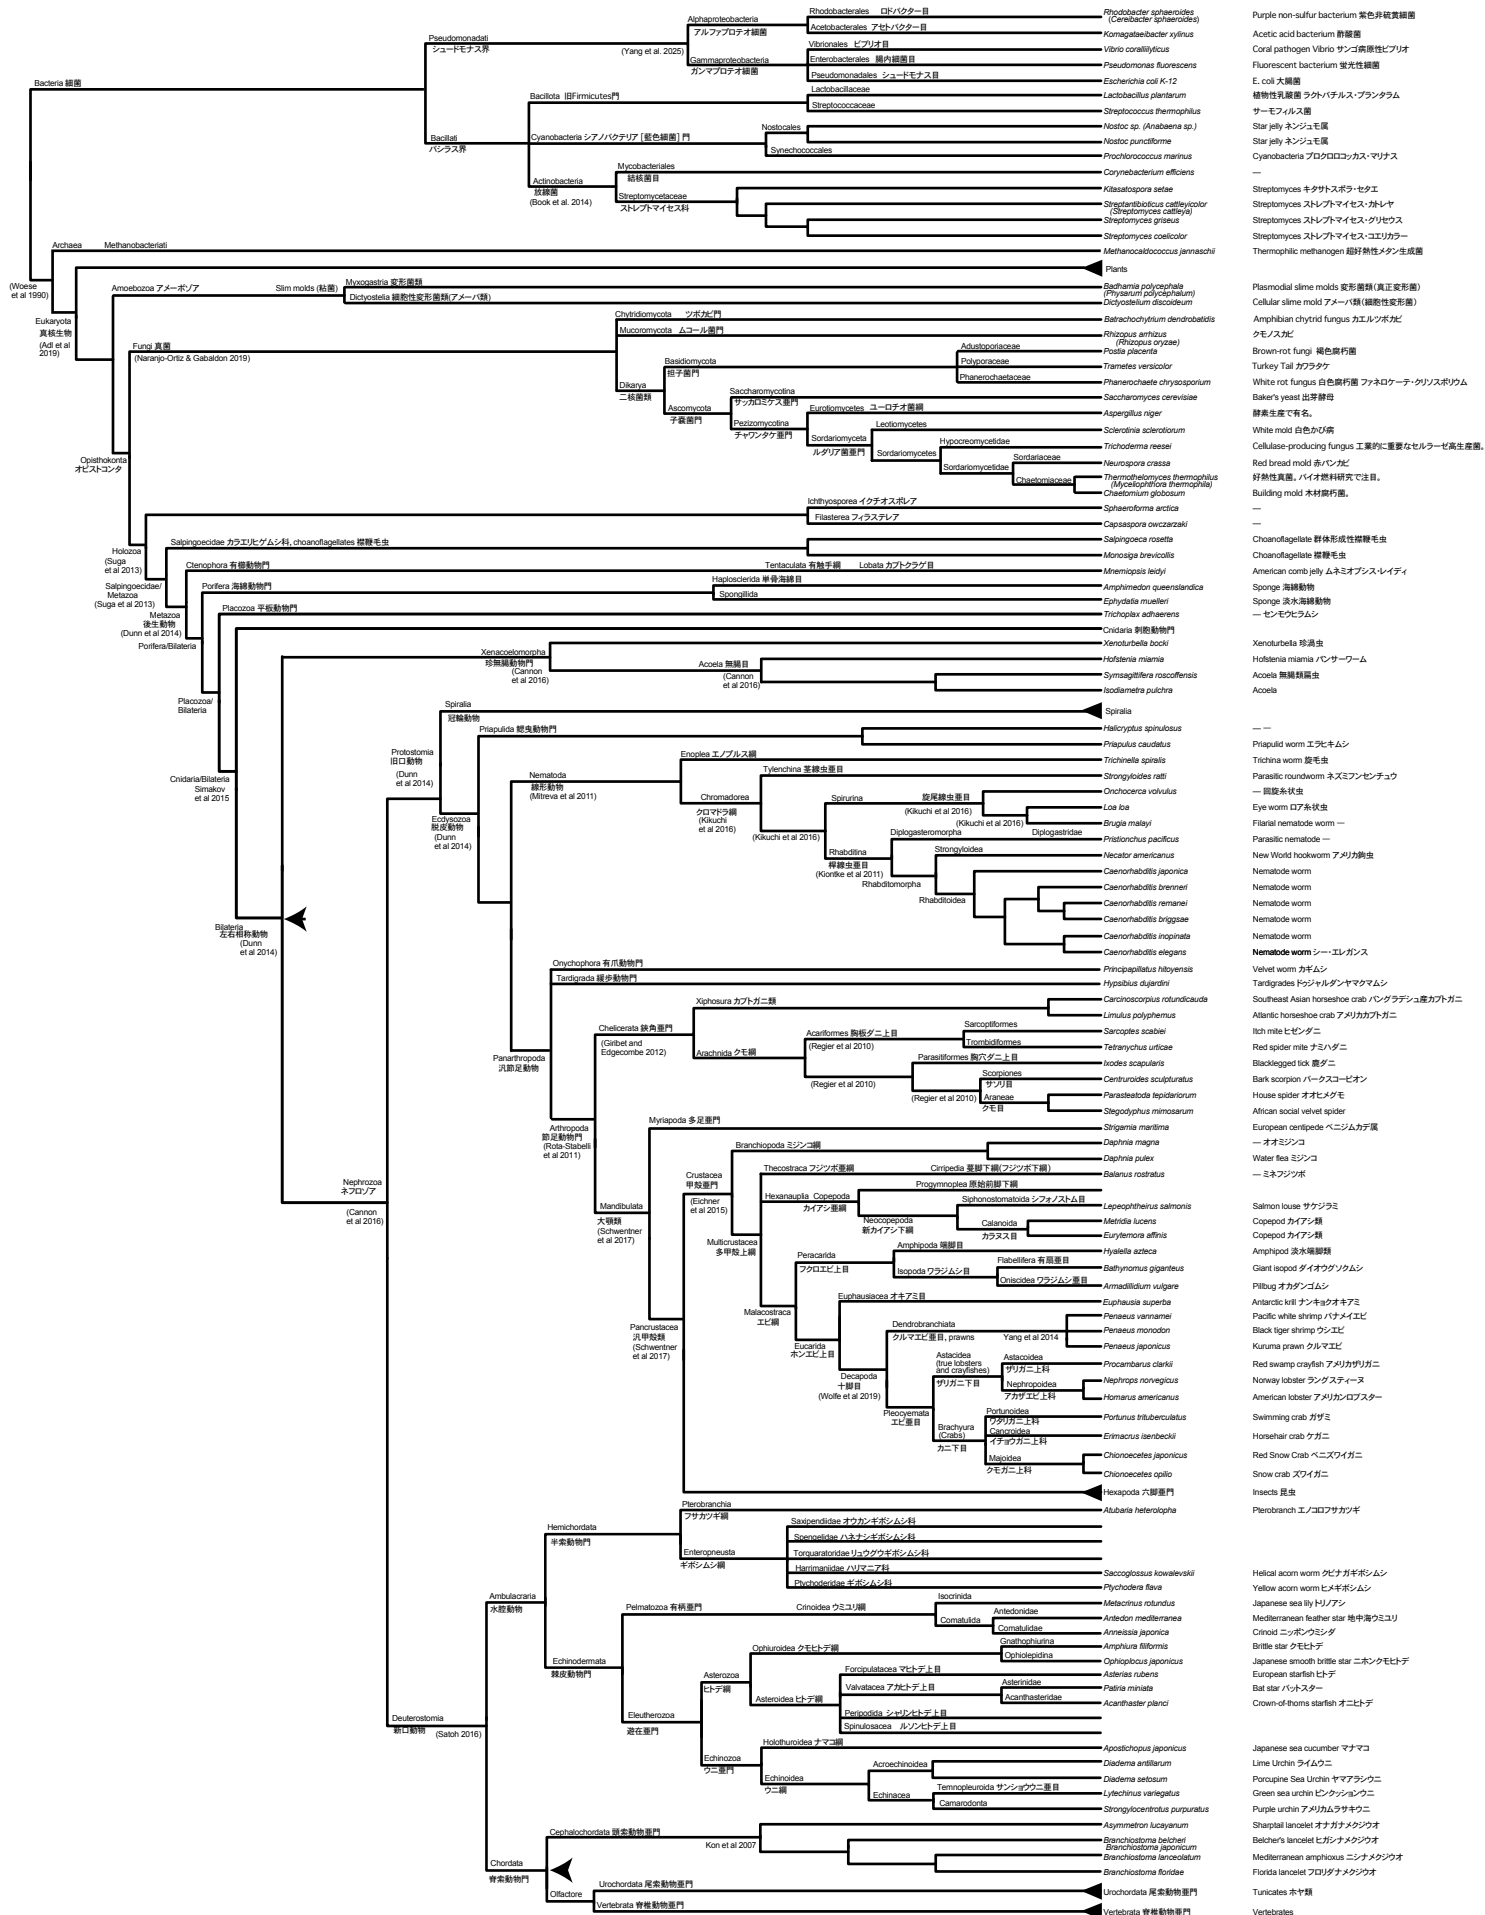 Rhodobacterales ロドバクター目
Rhodobacter sphaeroides
(Cereibacter sphaeroides)
Purple non-sulfur bacterium 紫色非硫黄細菌
Alphaproteobacteria
アルファプロテオ細菌
Acetobacterales アセトバクター目
Komagataeibacter xylinus
Acetic acid bacterium 酢酸菌
Pseudomonadati
シュードモナス界
(Yang et al. 2025)
Vibrionales ビブリオ目
Vibrio coralliilyticus
Coral pathogen Vibrio サンゴ病原性ビブリオ
Gammaproteobacteria
ガンマプロテオ細菌
Enterobacterales 腸内細菌目
Pseudomonas fluorescens
Fluorescent bacterium 蛍光性細菌
Pseudomonadales シュードモナス目
Escherichia coli K-12
E. coli 大腸菌
Bacteria 細菌
Bacillota 旧Firmicutes門
Lactobacillaceae
Lactobacillus plantarum
植物性乳酸菌 ラクトバチルス・プランタラム
Streptococcaceae
Streptococcus thermophilus
サーモフィルス菌
Bacillati
バシラス界
Cyanobacteria シアノバクテリア [藍色細菌] 門
Nostocales
Nostoc sp. (Anabaena sp.)
Star jelly ネンジュモ属
Nostoc punctiforme
Star jelly ネンジュモ属
Synechococcales
Prochlorococcus marinus
Cyanobacteria プロクロロコッカス・マリナス
Actinobacteria
放線菌
(Book et al. 2014)
Mycobacteriales
結核菌目
Corynebacterium efficiens
—
Streptomycetaceae
ストレプトマイセス科
Kitasatospora setae
Streptomyces キタサトスポラ・セタエ
Streptantibioticus cattleyicolor
(Streptomyces cattleya)
Streptomyces ストレプトマイセス・カトレヤ
Streptomyces griseus
Streptomyces ストレプトマイセス・グリセウス
Streptomyces coelicolor
Streptomyces ストレプトマイセス・コエリカラー
Archaea Methanobacteriati
Methanocaldococcus jannaschii
Thermophilic methanogen 超好熱性メタン生成菌
(Woese
et al 1990)
Plants
Amoebozoa アメーボゾア
Slim molds (粘菌)
Myxogastria 変形菌類
Badhamia polycephala
(Physarum polycephalum)
Plasmodial slime molds 変形菌類(真正変形菌)
Dictyostelia 細胞性変形菌類(アメーバ類)
Dictyostelium discoideum
Cellular slime mold アメーバ類(細胞性変形菌)
Eukaryota
真核生物
(Adl et al
2019)
Fungi 真菌
(Naranjo-Ortiz & Gabaldon 2019)
Chytridiomycota ツボカビ門
Batrachochytrium dendrobatidis
Amphibian chytrid fungus カエルツボカビ
Mucoromycota ムコール菌門
Rhizopus arrhizus
(Rhizopus oryzae)
クモノスカビ
Dikarya
二核菌類
Basidiomycota
担子菌門
Adustoporiaceae
Postia placenta
Brown-rot fungi 褐色腐朽菌
Polyporaceae
Trametes versicolor
Turkey Tail カワラタケ
Phanerochaetaceae
Phanerochaete chrysosporium
White rot fungus 白色腐朽菌 ファネロケーテ・クリソスポリウム
Ascomycota
子嚢菌門
Saccharomycotina
サッカロミケス亜門
Saccharomyces cerevisiae
Baker's yeast 出芽酵母
Pezizomycotina
チャワンタケ亜門
Eurotiomycetes ユーロチオ菌綱
Aspergillus niger
酵素生産で有名。
Sordariomyceta
ルダリア菌亜門
Leotiomycetes
Sclerotinia sclerotiorum
White mold 白色かび病
Sordariomycetes
Hypocreomycetidae
Trichoderma reesei
Cellulase-producing fungus 工業的に重要なセルラーゼ高生産菌。
Sordariomycetidae
Sordariaceae
Neurospora crassa
Red bread mold 赤パンカビ
Chaetomiaceae
Thermothelomyces thermophilus
(Myceliophthora thermophila)
好熱性真菌。バイオ燃料研究で注目。
Chaetomium globosum
Building mold 木材腐朽菌。
Opisthokonta
オピストコンタ
Ichthyosporea イクチオスポレア
Sphaeroforma arctica
—
Filasterea フィラステレア
Capsaspora owczarzaki
—
Holozoa
(Suga
et al 2013)
Salpingoecidae カラエリヒゲムシ科, choanoflagellates 襟鞭毛虫
Salpingoeca rosetta
Choanoflagellate 群体形成性襟鞭毛虫
Monosiga brevicollis
Choanoflagellate 襟鞭毛虫
Salpingoecidae/
Metazoa
(Suga et al 2013)
Ctenophora 有櫛動物門
Tentaculata 有触手綱 Lobata カブトクラゲ目
Mnemiopsis leidyi
American comb jelly ムネミオプシス・レイディ
Metazoa
後生動物
(Dunn et al 2014)
Porifera 海綿動物門
Haplosclerida 単骨海綿目
Amphimedon queenslandica
Sponge 海綿動物
Spongillida
Ephydatia muelleri
Sponge 淡水海綿動物
Porifera/Bilateria
Placozoa 平板動物門
Trichoplax adhaerens
— センモウヒラムシ
Cnidaria 刺胞動物門
Placozoa/
Bilateria
Xenacoelomorpha
珍無腸動物門
(Cannon
et al 2016)
Xenoturbella bocki
Xenoturbella 珍渦虫
Acoela 無腸目
(Cannon
et al 2016)
Hofstenia miamia
Hofstenia miamia パンサーワーム
Symsagittifera roscoffensis
Acoela 無腸類扁虫
Isodiametra pulchra
Acoela
Cnidaria/Bilateria
Simakov
et al 2015
Spiralia
冠輪動物
Spiralia
Protostomia
旧口動物
(Dunn
et al 2014)
Priapulida 鰓曳動物門
Halicryptus spinulosus
— —
Priapulus caudatus
Priapulid worm エラヒキムシ
Ecdysozoa
脱皮動物
(Dunn
et al 2014)
Nematoda
線形動物
(Mitreva et al 2011)
Enoplea エノプルス綱
Trichinella spiralis
Trichina worm 旋毛虫
Chromadorea
クロマドラ綱
(Kikuchi
et al 2016)
Tylenchina 茎線虫亜目
Strongyloides ratti
Parasitic roundworm ネズミフンセンチュウ
(Kikuchi et al 2016)
Spirurina 旋尾線虫亜目
(Kikuchi et al 2016)
Onchocerca volvulus
— 回旋糸状虫
(Kikuchi et al 2016)
Loa loa
Eye worm ロア糸状虫
Brugia malayi
Filarial nematode worm —
Rhabditina
桿線虫亜目
(Kiontke et al 2011)
Diplogasteromorpha Diplogastridae
Pristionchus pacificus
Parasitic nematode —
Rhabditomorpha
Strongyloidea
Necator americanus
New World hookworm アメリカ鉤虫
Rhabditoidea
Caenorhabditis japonica
Nematode worm
Caenorhabditis brenneri
Nematode worm
Caenorhabditis remanei
Nematode worm
Caenorhabditis briggsae
Nematode worm
Caenorhabditis inopinata
Nematode worm
Caenorhabditis elegans
Nematode worm シー・エレガンス
Bilateria
左右相称動物
(Dunn
et al 2014)
Onychophora 有爪動物門
Principapillatus hitoyensis
Velvet worm カギムシ
Tardigrada 緩歩動物門
Hypsibius dujardini
Tardigrades ドゥジャルダンヤマクマムシ
Panarthropoda
汎節足動物
Chelicerata 鋏角亜門
(Giribet and
Edgecombe 2012)
Xiphosura カブトガニ類
Carcinoscorpius rotundicauda
Southeast Asian horseshoe crab バングラデシュ産カブトガニ
Limulus polyphemus
Atlantic horseshoe crab アメリカカブトガニ
Arachnida クモ綱
Acariformes 胸板ダニ上目
(Regier et al 2010)
Sarcoptiformes
Sarcoptes scabiei
Itch mite ヒゼンダニ
Trombidiformes
Tetranychus urticae
Red spider mite ナミハダニ
(Regier et al 2010)
Parasitiformes 胸穴ダニ上目
Ixodes scapularis
Blacklegged tick 鹿ダニ
(Regier et al 2010)
Scorpiones
サソリ目
Centruroides sculpturatus
Bark scorpion バークスコーピオン
Araneae
クモ目
Parasteatoda tepidariorum
House spider オオヒメグモ
Stegodyphus mimosarum
African social velvet spider
Arthropoda
節足動物門
(Rota-Stabelli
et al 2011)
Myriapoda 多足亜門
Strigamia maritima
European centipede ベニジムカデ属
Mandibulata
大顎類
(Schwentner
et al 2017)
Crustacea
甲殻亜門
(Eichner
et al 2015)
Branchiopoda ミジンコ綱
Daphnia magna
— オオミジンコ
Daphnia pulex
Water flea ミジンコ
Thecostraca フジツボ亜綱 Cirripedia 蔓脚下綱(フジツボ下綱)
Balanus rostratus
— ミネフジツボ
Hexanauplia Copepoda
カイアシ亜綱
Progymnoplea 原始前脚下綱
Neocopepoda
新カイアシ下綱
Siphonostomatoida シフォノストム目
Lepeophtheirus salmonis
Salmon louse サケジラミ
Calanoida
カラヌス目
Metridia lucens
Copepod カイアシ類
Eurytemora affinis
Copepod カイアシ類
Multicrustacea
多甲殻上綱
Peracarida
フクロエビ上目
Amphipoda 端脚目
Hyalella azteca
Amphipod 淡水端脚類
Isopoda ワラジムシ目
Flabellifera 有扇亜目
Bathynomus giganteus
Giant isopod ダイオウグソクムシ
Oniscidea ワラジムシ亜目
Armadillidium vulgare
Pillbug オカダンゴムシ
Malacostraca
エビ綱
Euphausiacea オキアミ目
Euphausia superba
Antarctic krill ナンキョクオキアミ
Eucarida
ホンエビ上目
Dendrobranchiata
クルマエビ亜目, prawns
Yang et al 2014
Penaeus vannamei
Pacific white shrimp バナメイエビ
Penaeus monodon
Black tiger shrimp ウシエビ
Penaeus japonicus
Kuruma prawn クルマエビ
Decapoda
十脚目
(Wolfe et al 2019)
Astacidea
(true lobsters
and crayfishes)
ザリガニ下目
Astacoidea
ザリガニ上科
Procambarus clarkii
Red swamp crayfish アメリカザリガニ
Nephropoidea
アカザエビ上科
Nephrops norvegicus
Norway lobster ラングスティーヌ
Homarus americanus
American lobster アメリカンロブスター
Pleocyemata
エビ亜目
Brachyura
(Crabs)
カニ下目
Portunoidea
ワタリガニ上科
Portunus trituberculatus
Swimming crab ガザミ
Cancroidea
イチョウガニ上科
Erimacrus isenbeckii
Horsehair crab ケガニ
Majoidea
クモガニ上科
Chionoecetes japonicus
Red Snow Crab ベニズワイガニ
Chionoecetes opilio
Snow crab ズワイガニ
Pancrustacea
汎甲殻類
(Schwentner
et al 2017)
Hexapoda 六脚亜門
Insects 昆虫
Nephrozoa
ネフロゾア
(Cannon
et al 2016)
Hemichordata
半索動物門
Pterobranchia
フサカツギ綱
Atubaria heterolopha
Pterobranch エノコロフサカツギ
Enteropneusta
ギボシムシ綱
Saxipendiidae オウカンギボシムシ科
Spengelidae ハネナシギボシムシ科
Torquaratoridae リュウグウギボシムシ科
Harrimaniidae ハリマニア科
Saccoglossus kowalevskii
Helical acorn worm クビナガギボシムシ
Ptychoderidae ギボシムシ科
Ptychodera flava
Yellow acorn worm ヒメギボシムシ
Ambulacraria
水腔動物
Echinodermata
棘皮動物門
Pelmatozoa 有柄亜門
Crinoidea ウミユリ綱
Isocrinida
Metacrinus rotundus
Japanese sea lily トリノアシ
Comatulida
Antedonidae
Antedon mediterranea
Mediterranean feather star 地中海ウミユリ
Comatulidae
Anneissia japonica
Crinoid ニッポンウミシダ
Eleutherozoa
遊在亜門
Asterozoa
ヒトデ綱
Ophiuroidea クモヒトデ綱
Gnathophiurina
Amphiura filiformis
Brittle star クモヒトデ
Ophiolepidina
Ophioplocus japonicus
Japanese smooth brittle star ニホンクモヒトデ
Asteroidea ヒトデ綱
Forcipulatacea マヒトデ上目
Asterias rubens
European starfish ヒトデ
Valvatacea アカヒトデ上目
Asterinidae
Patiria miniata
Bat star バットスター
Acanthasteridae
Acanthaster planci
Crown-of-thorns starfish オニヒトデ
Peripodida シャリンヒトデ上目
Spinulosacea ルソンヒトデ上目
Deuterostomia
新口動物
(Satoh 2016)
Echinozoa
ウニ亜門
Holothuroidea ナマコ綱
Apostichopus japonicus
Japanese sea cucumber マナマコ
Echinoidea
ウニ綱
Acroechinoidea
Diadema antillarum
Lime Urchin ライムウニ
Diadema setosum
Porcupine Sea Urchin ヤマアラシウニ
Echinacea
Temnopleuroida サンショウウニ亜目
Lytechinus variegatus
Green sea urchin ピンクッションウニ
Camarodonta
Strongylocentrotus purpuratus
Purple urchin アメリカムラサキウニ
Cephalochordata 頭索動物亜門
Kon et al 2007
Asymmetron lucayanum
Sharptail lancelet オナガナメクジウオ
Branchiostoma belcheri
Branchiostoma japonicum
Belcher's lancelet ヒガシナメクジウオ
Branchiostoma lanceolatum
Mediterranean amphioxus ニシナメクジウオ
Branchiostoma floridae
Florida lancelet フロリダナメクジウオ
Chordata
脊索動物門
Olfactore
Urochordata 尾索動物亜門
Urochordata 尾索動物亜門
Tunicates ホヤ類
Vertebrata 脊椎動物亜門
Vertebrata 脊椎動物亜門
Vertebrates